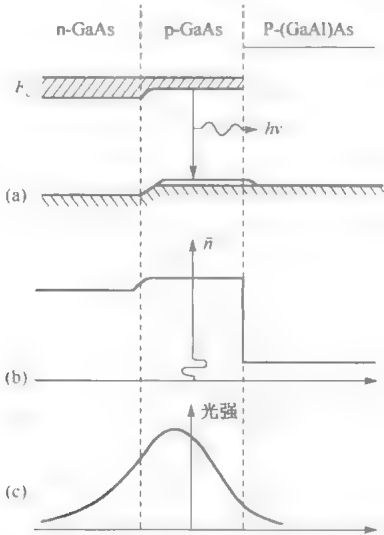 n-GaAs p-GaAs P-(GaAl)As
hν
(a)
n̄
(b)
光强
(c)